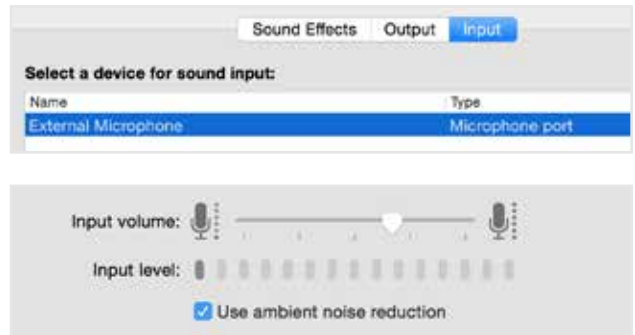 Sound Effects Output Input
Select a device for sound input:
Name Type
External Microphone Microphone port
Input volume:
Input level:
Use ambient noise reduction